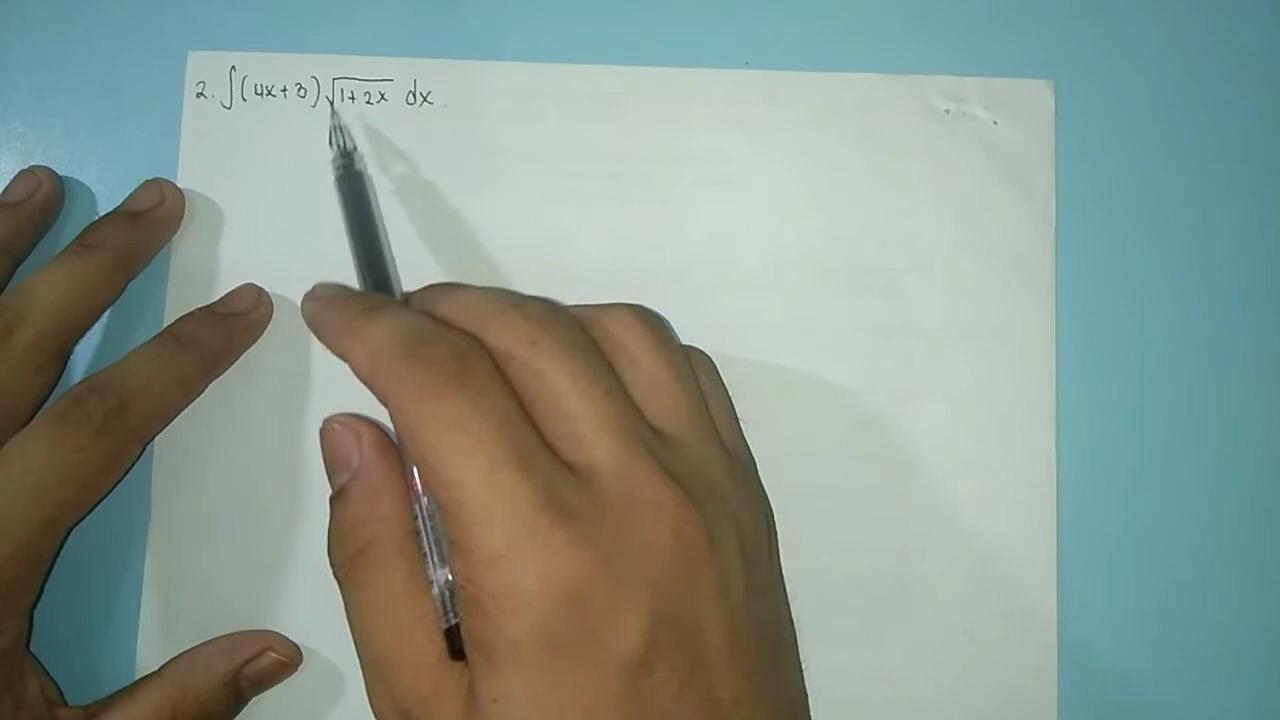 2. ∫(4x+3)√1+2x dx